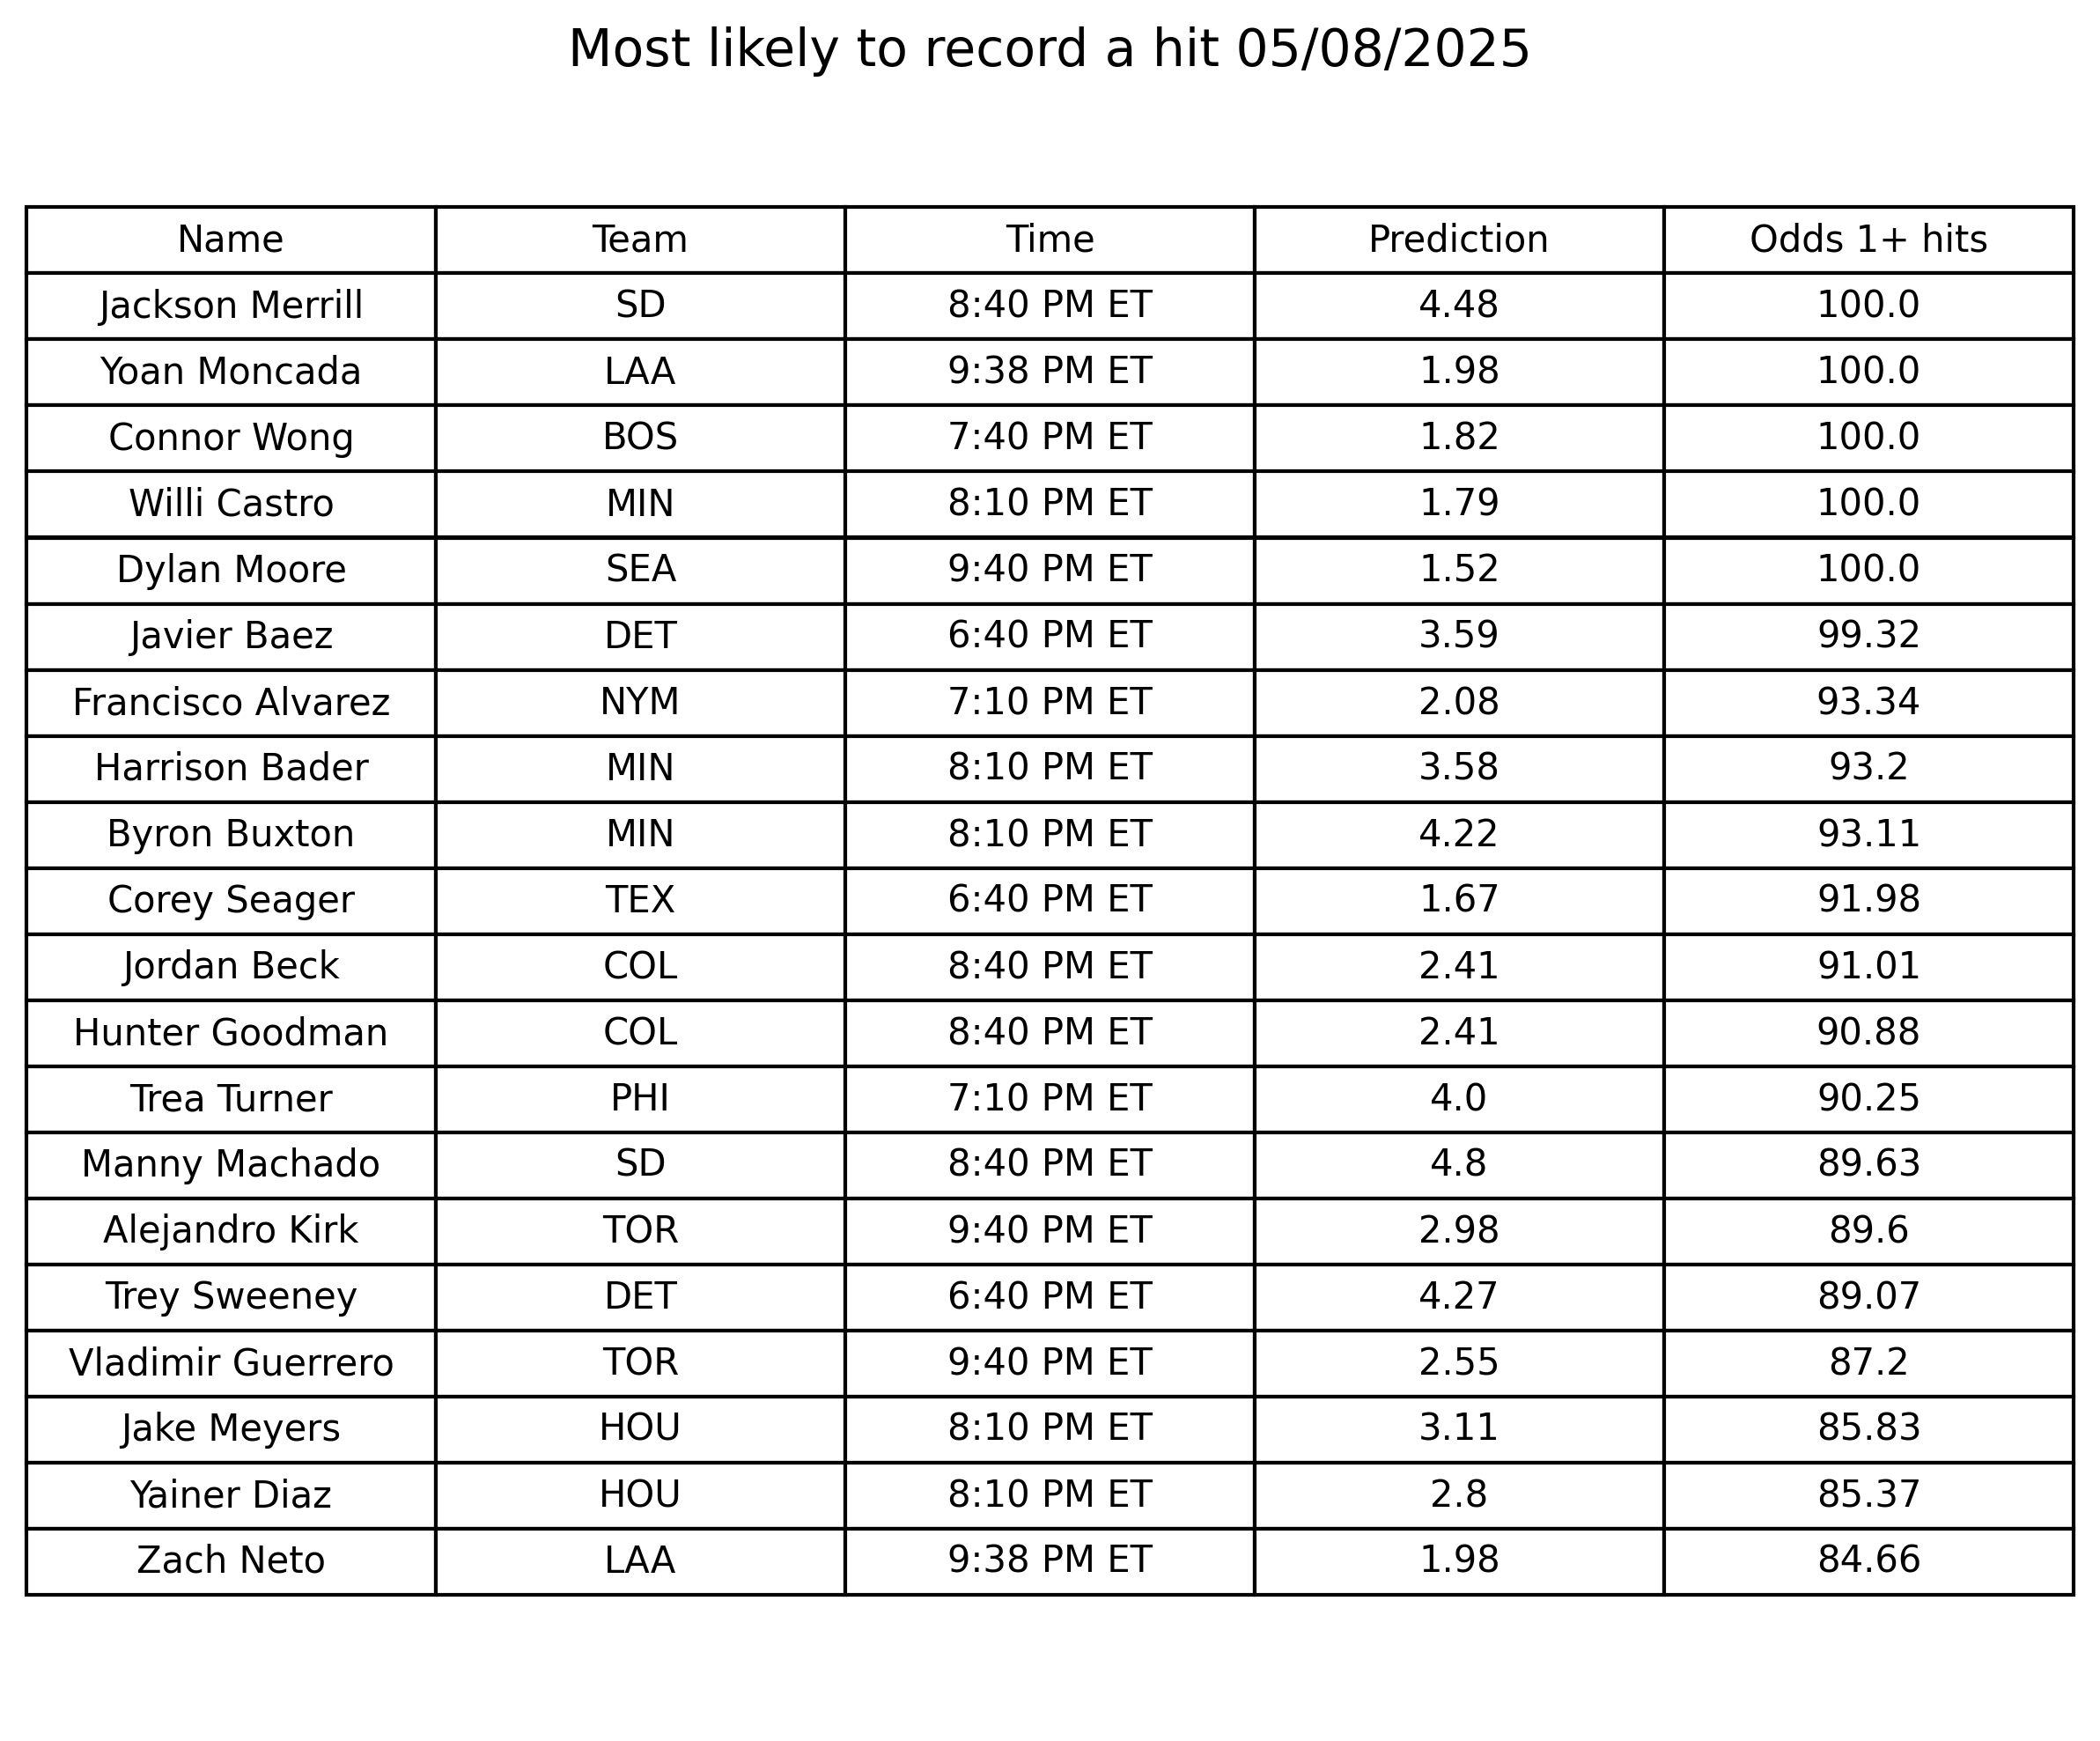 Most likely to record a hit 05/08/2025
Name Team Time Prediction Odds 1+ hits
Jackson Merrill SD 8:40 PM ET 4.48 100.0
Yoan Moncada LAA 9:38 PM ET 1.98 100.0
Connor Wong BOS 7:40 PM ET 1.82 100.0
Willi Castro MIN 8:10 PM ET 1.79 100.0
Dylan Moore SEA 9:40 PM ET 1.52 100.0
Javier Baez DET 6:40 PM ET 3.59 99.32
Francisco Alvarez NYM 7:10 PM ET 2.08 93.34
Harrison Bader MIN 8:10 PM ET 3.58 93.2
Byron Buxton MIN 8:10 PM ET 4.22 93.11
Corey Seager TEX 6:40 PM ET 1.67 91.98
Jordan Beck COL 8:40 PM ET 2.41 91.01
Hunter Goodman COL 8:40 PM ET 2.41 90.88
Trea Turner PHI 7:10 PM ET 4.0 90.25
Manny Machado SD 8:40 PM ET 4.8 89.63
Alejandro Kirk TOR 9:40 PM ET 2.98 89.6
Trey Sweeney DET 6:40 PM ET 4.27 89.07
Vladimir Guerrero TOR 9:40 PM ET 2.55 87.2
Jake Meyers HOU 8:10 PM ET 3.11 85.83
Yainer Diaz HOU 8:10 PM ET 2.8 85.37
Zach Neto LAA 9:38 PM ET 1.98 84.66